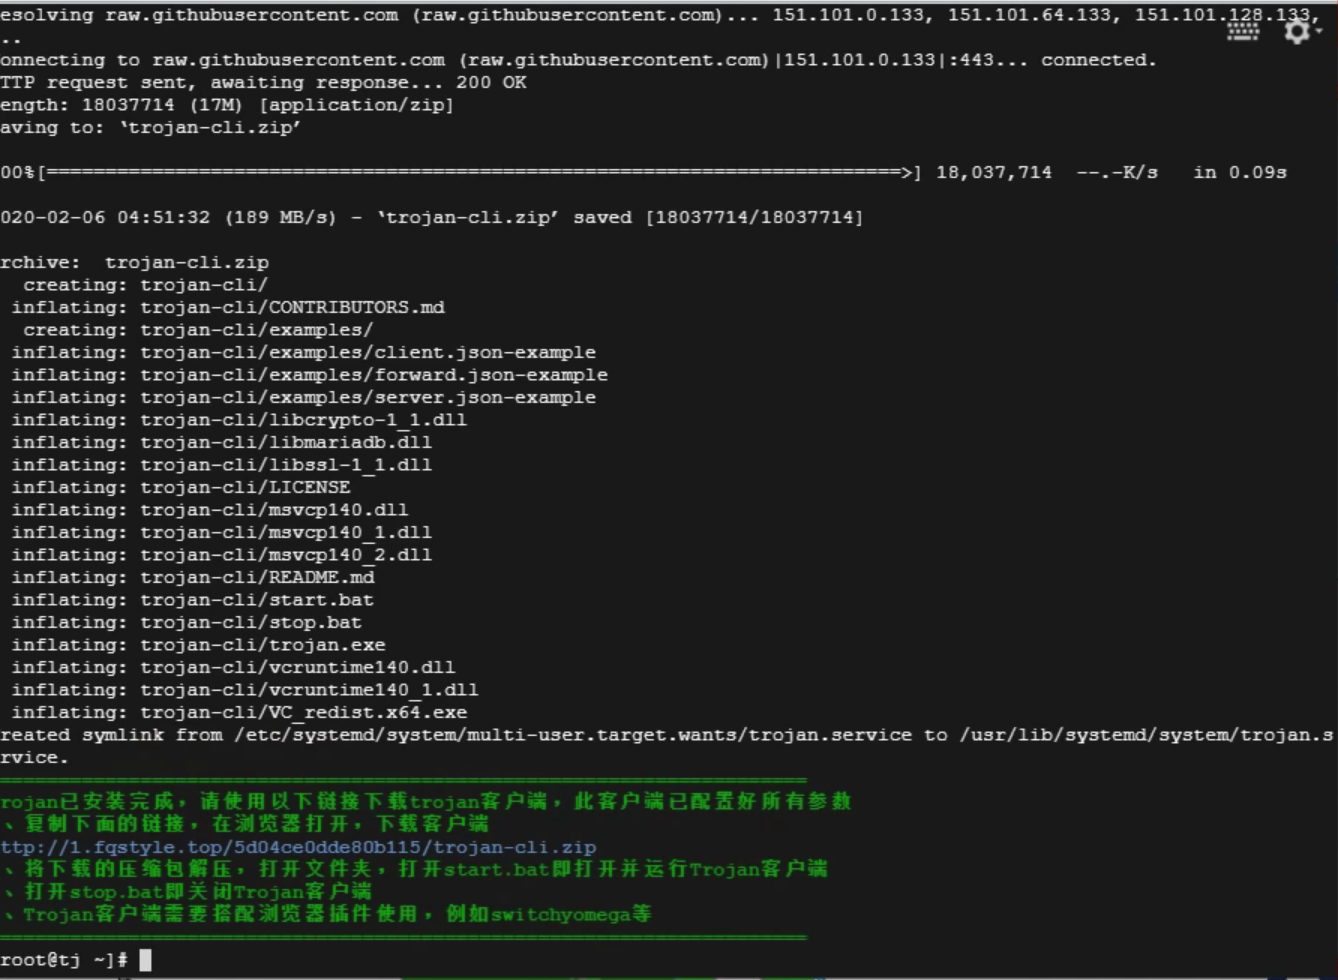 esolving raw.githubusercontent.com (raw.githubusercontent.com)... 151.101.0.133, 151.101.64.133, 151.101.128.133,
..
onnecting to raw.githubusercontent.com (raw.githubusercontent.com)|151.101.0.133|:443... connected.
TTP request sent, awaiting response... 200 OK
ength: 18037714 (17M) [application/zip]
aving to: ‘trojan-cli.zip’
00%[=========================================================================>] 18,037,714  --.-K/s   in 0.09s
020-02-06 04:51:32 (189 MB/s) - ‘trojan-cli.zip’ saved [18037714/18037714]
rchive:  trojan-cli.zip
creating: trojan-cli/
inflating: trojan-cli/CONTRIBUTORS.md
creating: trojan-cli/examples/
inflating: trojan-cli/examples/client.json-example
inflating: trojan-cli/examples/forward.json-example
inflating: trojan-cli/examples/server.json-example
inflating: trojan-cli/libcrypto-1_1.dll
inflating: trojan-cli/libmariadb.dll
inflating: trojan-cli/libssl-1_1.dll
inflating: trojan-cli/LICENSE
inflating: trojan-cli/msvcp140.dll
inflating: trojan-cli/msvcp140_1.dll
inflating: trojan-cli/msvcp140_2.dll
inflating: trojan-cli/README.md
inflating: trojan-cli/start.bat
inflating: trojan-cli/stop.bat
inflating: trojan-cli/trojan.exe
inflating: trojan-cli/vcruntime140.dll
inflating: trojan-cli/vcruntime140_1.dll
inflating: trojan-cli/VC_redist.x64.exe
reated symlink from /etc/systemd/system/multi-user.target.wants/trojan.service to /usr/lib/systemd/system/trojan.s
rvice.
rojan已安装完成，请使用以下链接下载trojan客户端，此客户端已配置好所有参数
、复制下面的链接，在浏览器打开，下载客户端
ttp://1.fqstyle.top/5d04ce0dde80b115/trojan-cli.zip
、将下载的压缩包解压，打开文件夹，打开start.bat即打开并运行Trojan客户端
、打开stop.bat即关闭Trojan客户端
、Trojan客户端需要搭配浏览器插件使用，例如switchyomega等
root@tj ~]#